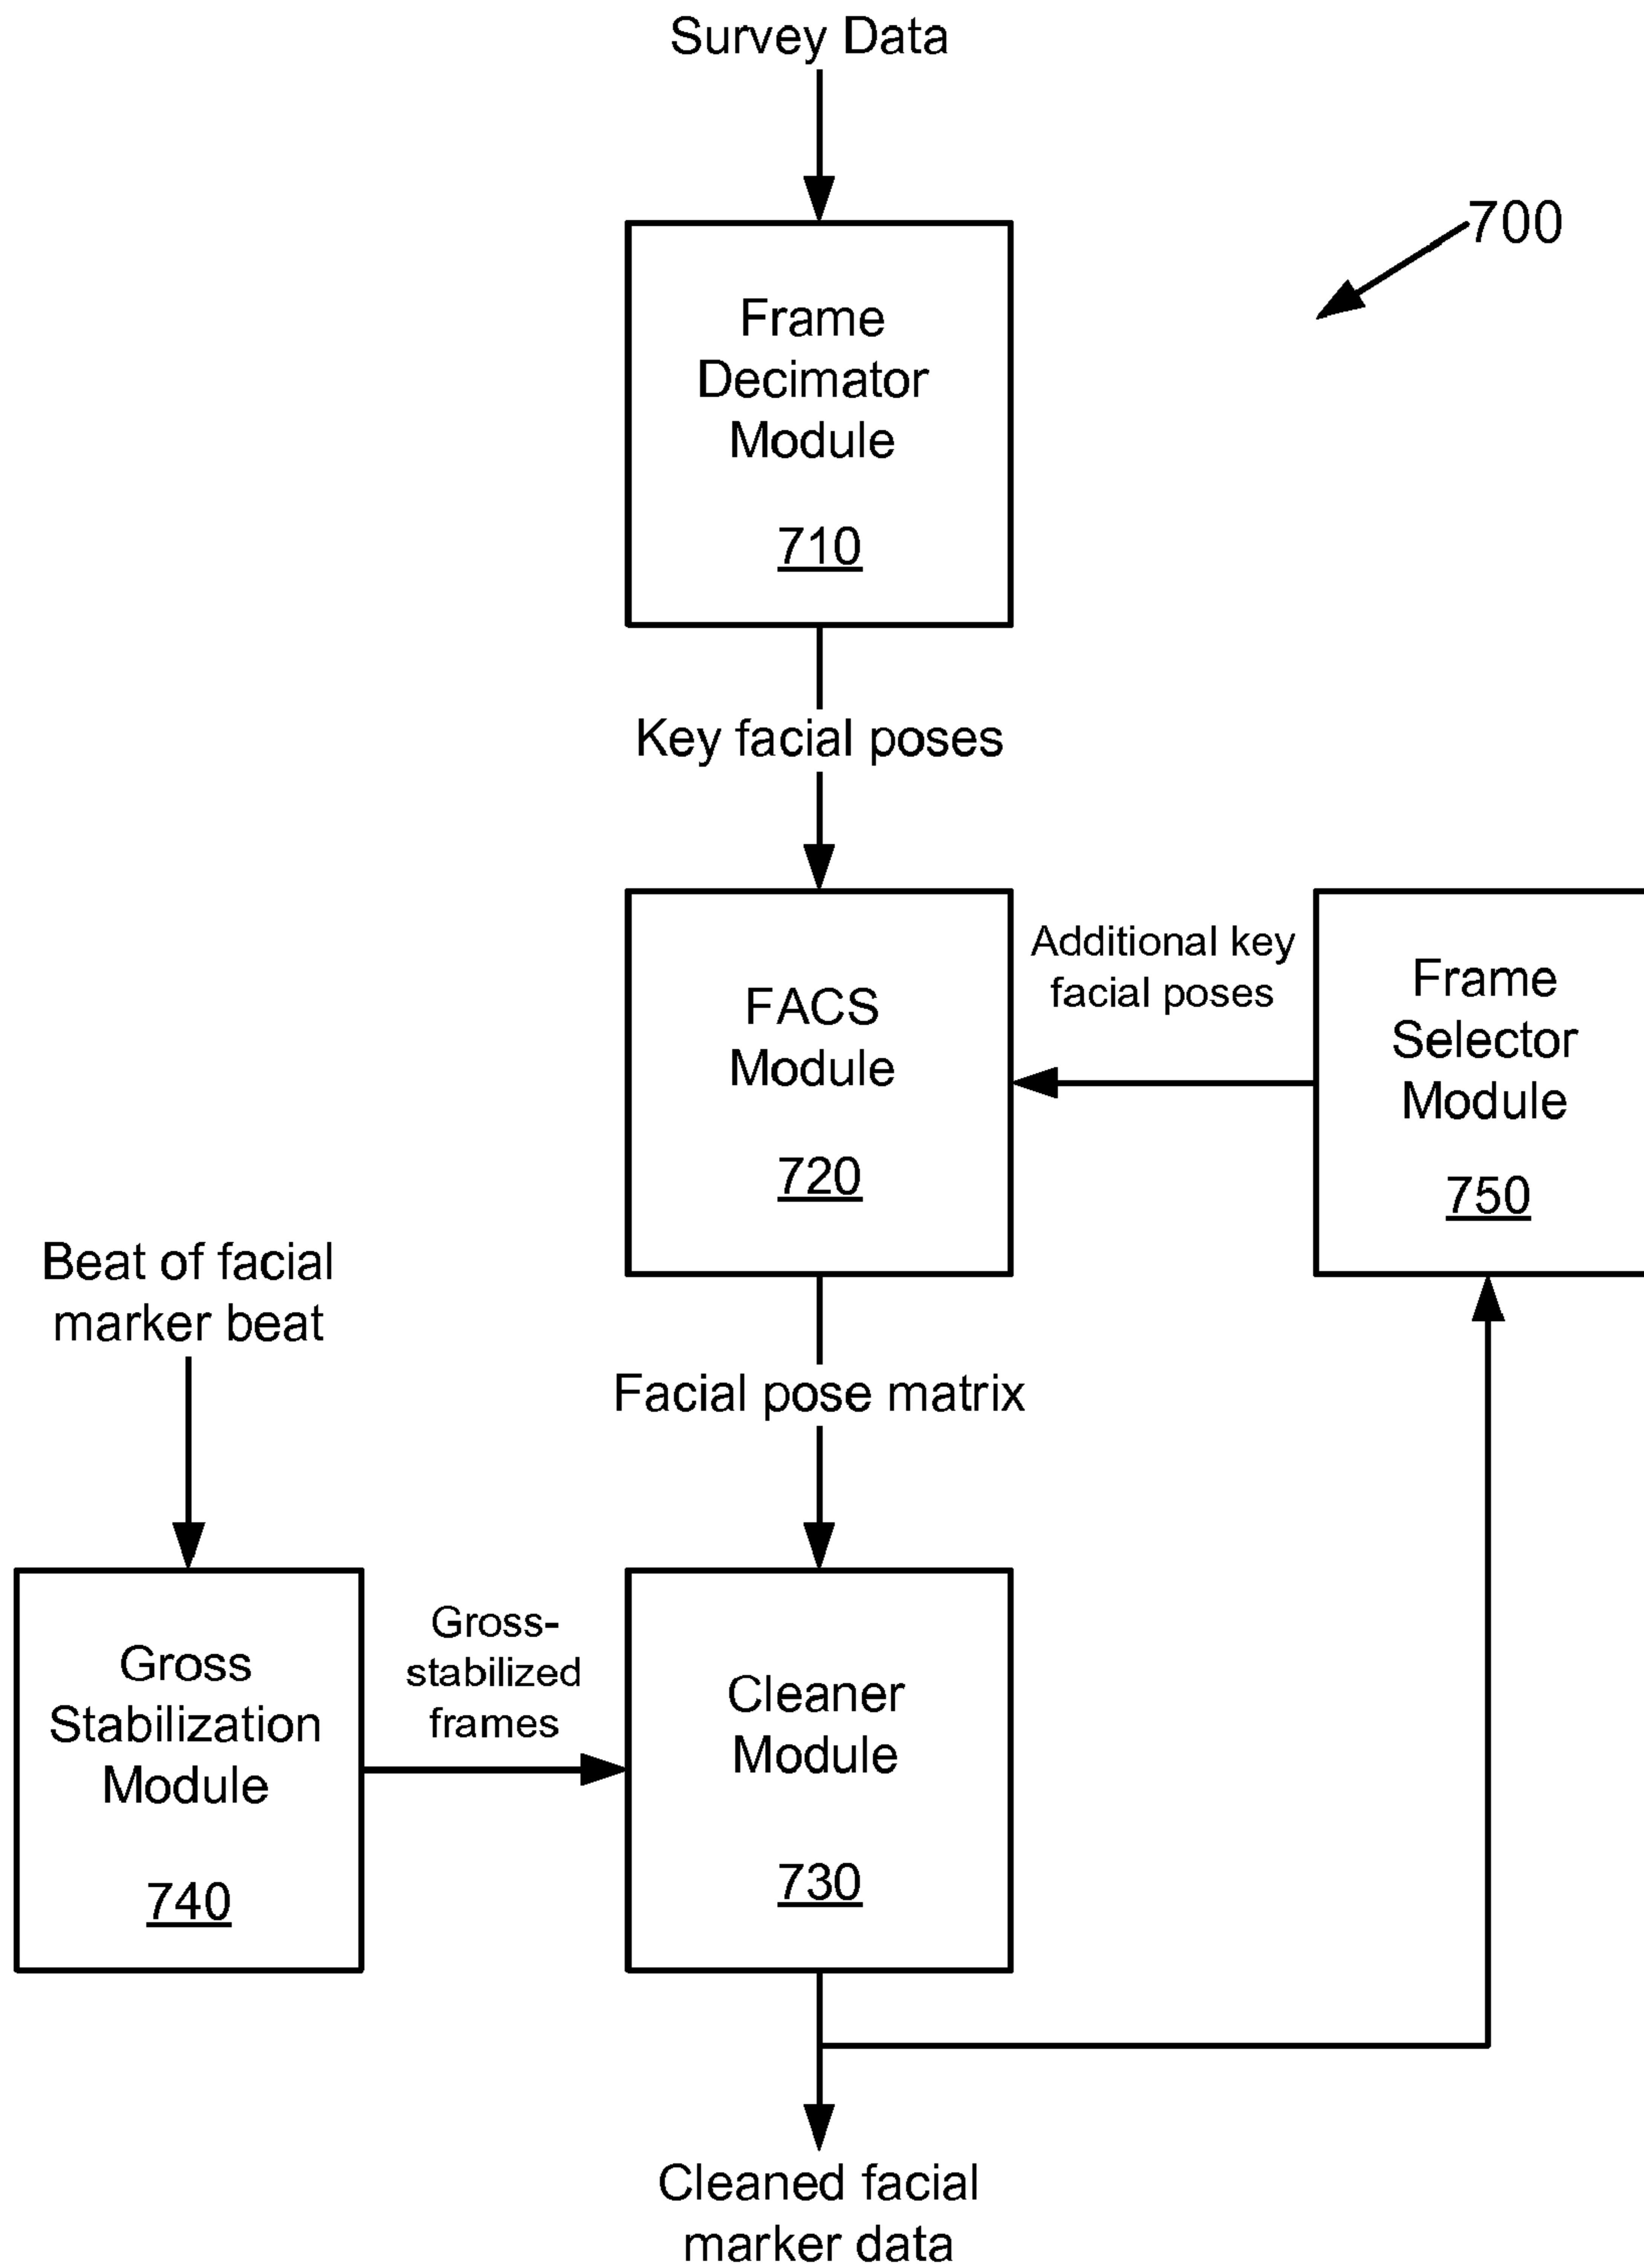 Survey Data
700
Frame
Decimator
Module
710
Key facial poses
Additional key
facial poses
FACS
Module
720
Frame
Selector
Module
750
Beat of facial
marker beat
Facial pose matrix
Gross
Stabilization
Module
740
Gross-
stabilized
frames
Cleaner
Module
730
Cleaned facial
marker data